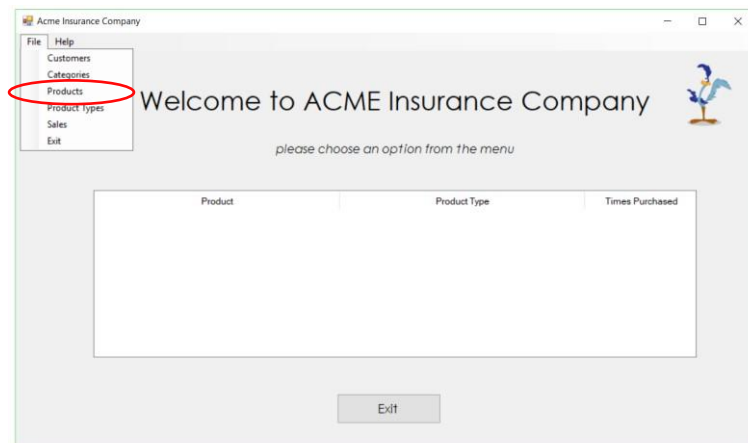 Acme Insurance Company
File Help
Customers
Categories
Products
Product Types
Sales
Exit
Welcome to ACME Insurance Company
please choose an option from the menu
Product Product Type Times Purchased
Exit